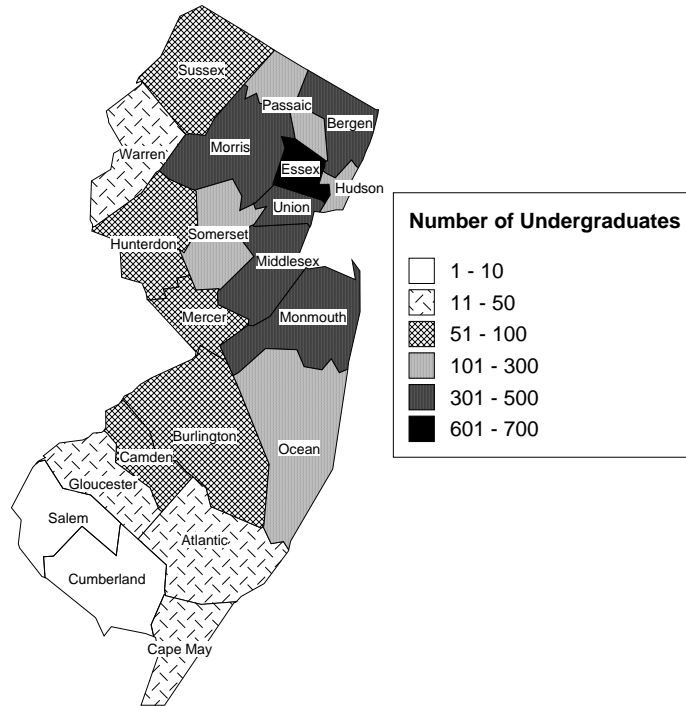 Sussex
Passaic
Bergen
Warren
Morris
Essex
Hudson
Union
Somerset
Hunterdon
Middlesex
Mercer
Monmouth
Burlington
Ocean
Camden
Gloucester
Salem
Atlantic
Cumberland
Cape May
Number of Undergraduates
1 - 10
11 - 50
51 - 100
101 - 300
301 - 500
601 - 700